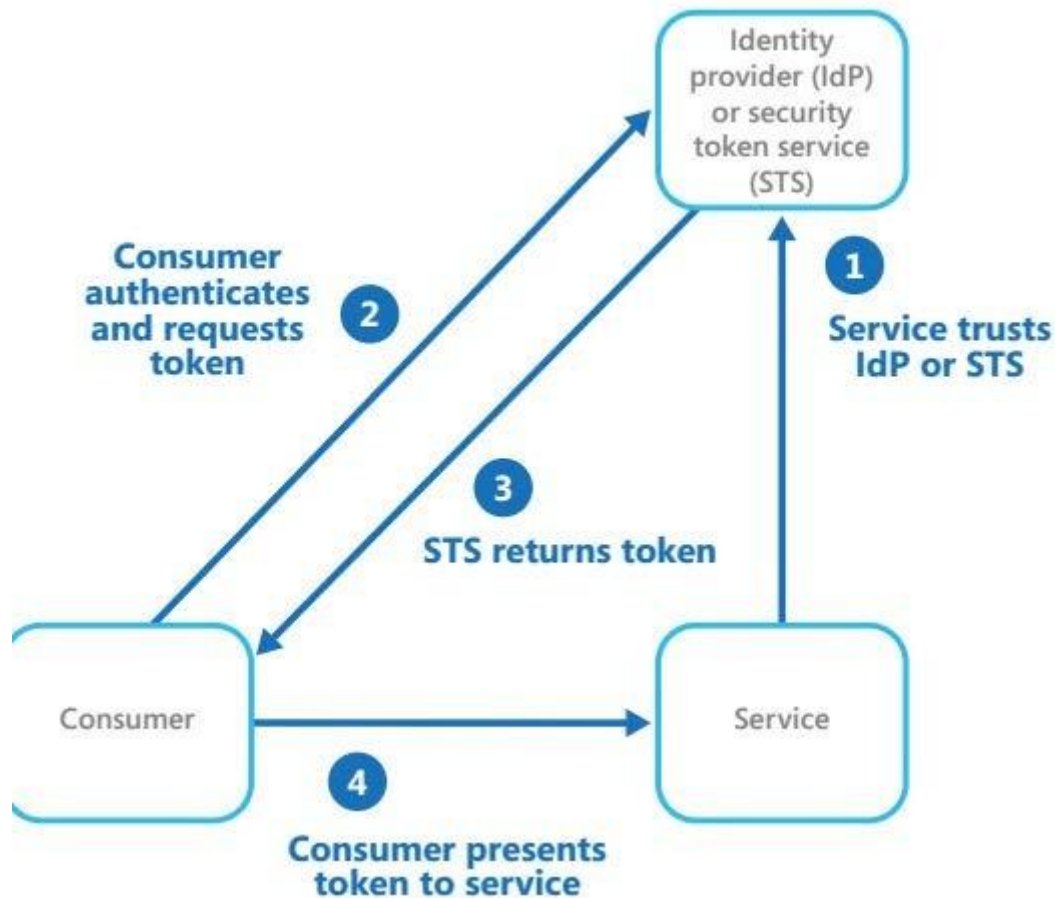 Identity
provider (IdP)
or security
token service
(STS)
1
Service trusts
IdP or STS
Consumer
authenticates
and requests
token
2
3
STS returns token
Consumer
Service
4
Consumer presents
token to service